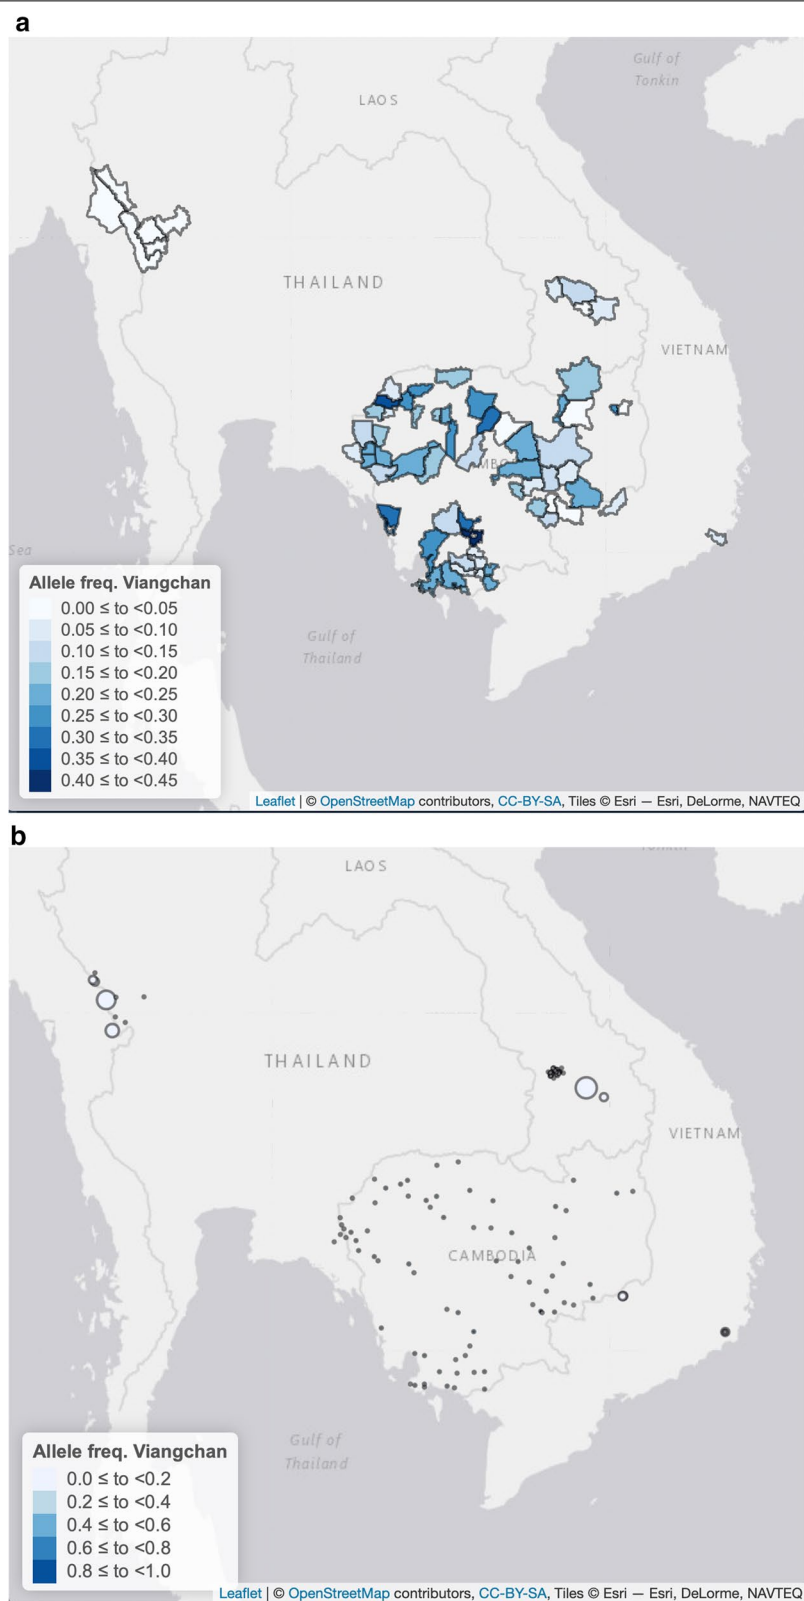 a
Gulf of
Tonkin
LAOS
THAILAND
VIETNAM
Sea
Allele freq. Viangchan
0.00 ≤ to <0.05
0.05 ≤ to <0.10
0.10 ≤ to <0.15
0.15 ≤ to <0.20
0.20 ≤ to <0.25
0.25 ≤ to <0.30
0.30 ≤ to <0.35
0.35 ≤ to <0.40
0.40 ≤ to <0.45
Gulf of
Thailand
Leaflet | © OpenStreetMap contributors, CC-BY-SA, Tiles © Esri — Esri, DeLorme, NAVTEQ
b
LAOS
THAILAND
VIETNAM
CAMBODIA
Allele freq. Viangchan
0.0 ≤ to <0.2
0.2 ≤ to <0.4
0.4 ≤ to <0.6
0.6 ≤ to <0.8
0.8 ≤ to <1.0
Gulf of
Thailand
Leaflet | © OpenStreetMap contributors, CC-BY-SA, Tiles © Esri — Esri, DeLorme, NAVTEQ